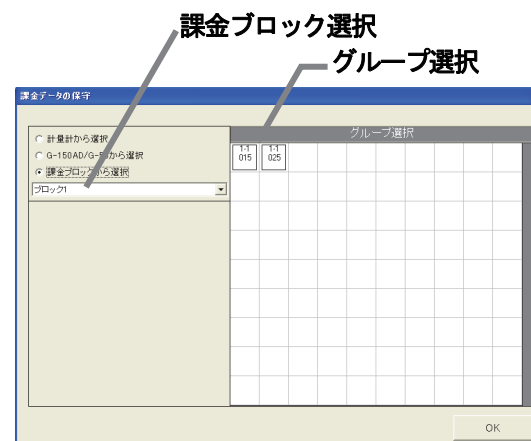 課金ブロック選択
グループ選択
課金データの保守
計量計から選択
G-150AD/G-50から選択
課金ブロックから選択
ブロック1
グループ選択
1-1 1-1
015 025
OK